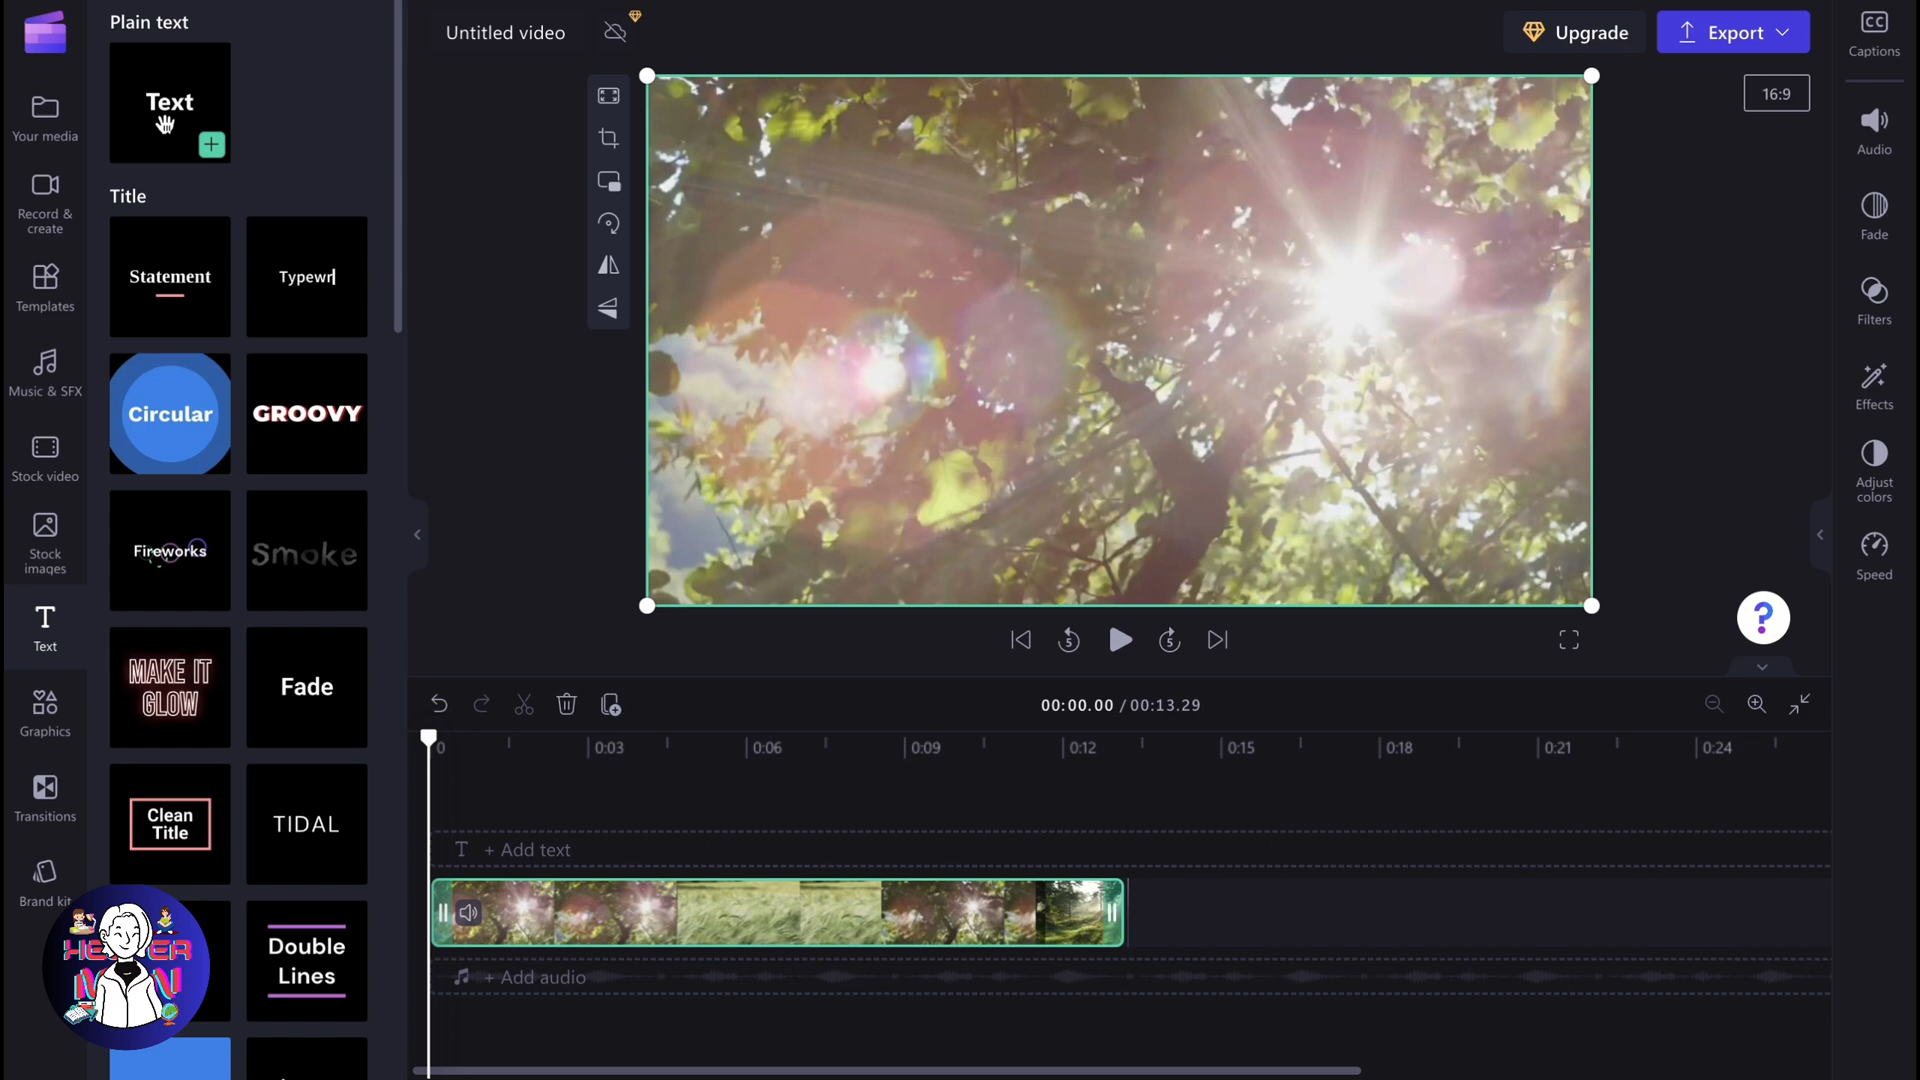 Plain text
Text
Title
Statement
Typewr
Circular
GROOVY
Fireworks
Smoke
MAKE IT
GLOW
Fade
Clean
Title
TIDAL
Double
Lines
Your media
Record &
create
Templates
Music & SFX
Stock video
Stock
images
Text
Graphics
Transitions
Brand kit
Untitled video
Upgrade
Export
16:9
Captions
Audio
Fade
Filters
Effects
Adjust
colors
Speed
?
5
5
00:00.00 / 00:13.29
0
0:03
0:06
0:09
0:12
0:15
0:18
0:21
0:24
T + Add text
+ Add audio